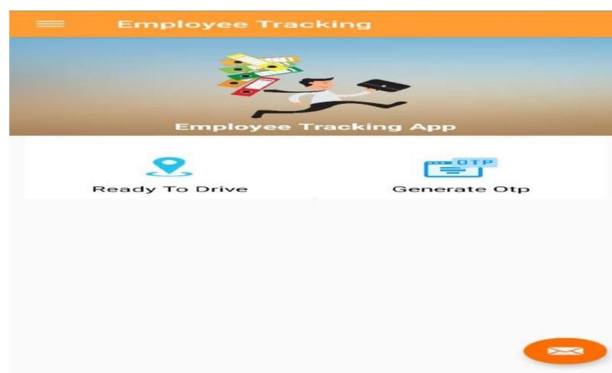 Employee Tracking
Employee Tracking App
OTP
Ready To Drive
Generate Otp